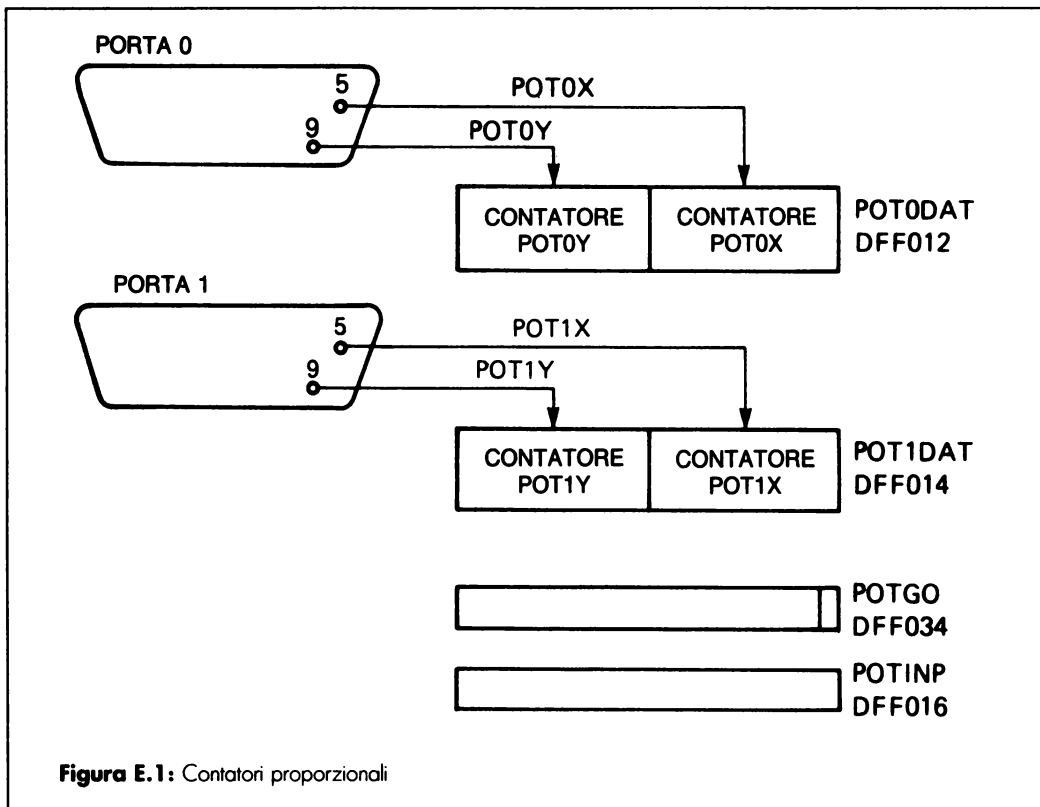 PORTA 0
5
POT0X
9
POT0Y
CONTATORE
POT0Y
CONTATORE
POT0X
POT0DAT
DFF012
PORTA 1
5
POT1X
9
POT1Y
CONTATORE
POT1Y
CONTATORE
POT1X
POT1DAT
DFF014
POTGO
DFF034
POTINP
DFF016
Figura E.1: Contatori proporzionali